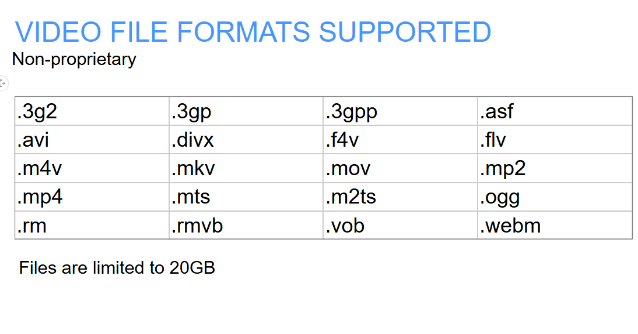 VIDEO FILE FORMATS SUPPORTED
Non-proprietary
.3g2 .3gp .3gpp .asf
.avi .divx .f4v .flv
.m4v .mkv .mov .mp2
.mp4 .mts .m2ts .ogg
.rm .rmvb .vob .webm
Files are limited to 20GB